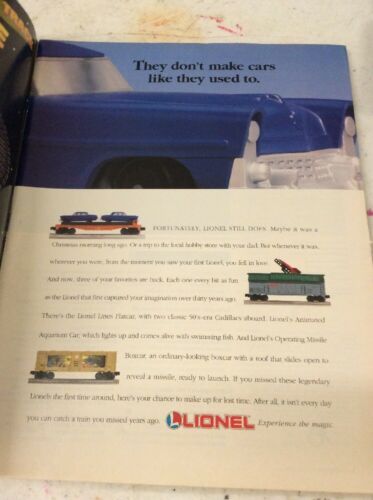 They don't make cars
like they used to.
FORTUNATELY, LIONEL STILL DOES. Maybe it was a
Christmas morning long ago. Or a trip to the local hobby store with your dad. But whenever it was,
wherever you were, from the moment you saw your first Lionel, you fell in love.
And now, three of your favorites are back. Each one every bit as fun
as the Lionel that first captured your imagination over thirty years ago.
There's the Lionel Lines Flatcar, with two classic 50's-era Cadillacs aboard. Lionel's Animated
Aquarium Car, which lights up and comes alive with swimming fish. And Lionel's Operating Missile
Boxcar, an ordinary-looking boxcar with a roof that slides open to
reveal a missile, ready to launch. If you missed these legendary
Lionels the first time around, here's your chance to make up for lost time. After all, it isn't every day
you can catch a train you missed years ago. LIONEL Experience the magic